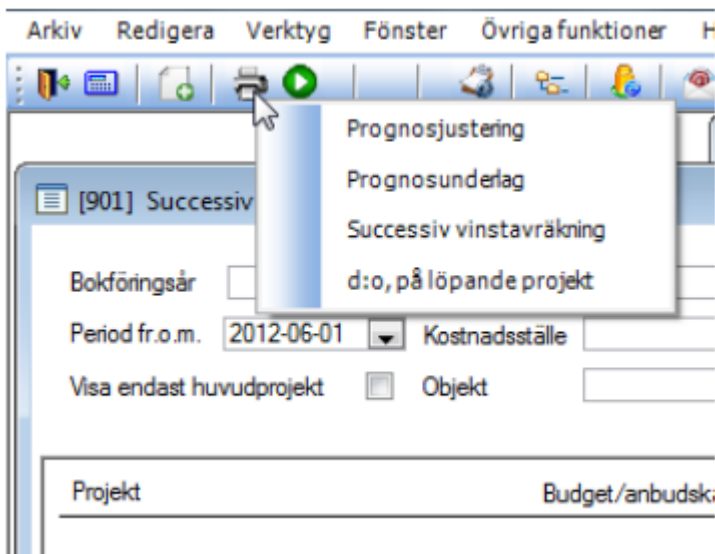 Arkiv Redigera Verktyg Fönster Övriga funktioner
Prognosjustering
Prognosunderlag
Successiv vinstavräkning
d:o, på löpande projekt
[901] Successiv
Bokföringsår
Period fr.o.m. 2012-06-01 Kostnadsställe
Visa endast huvudprojekt Objekt
Projekt Budget/anbudska